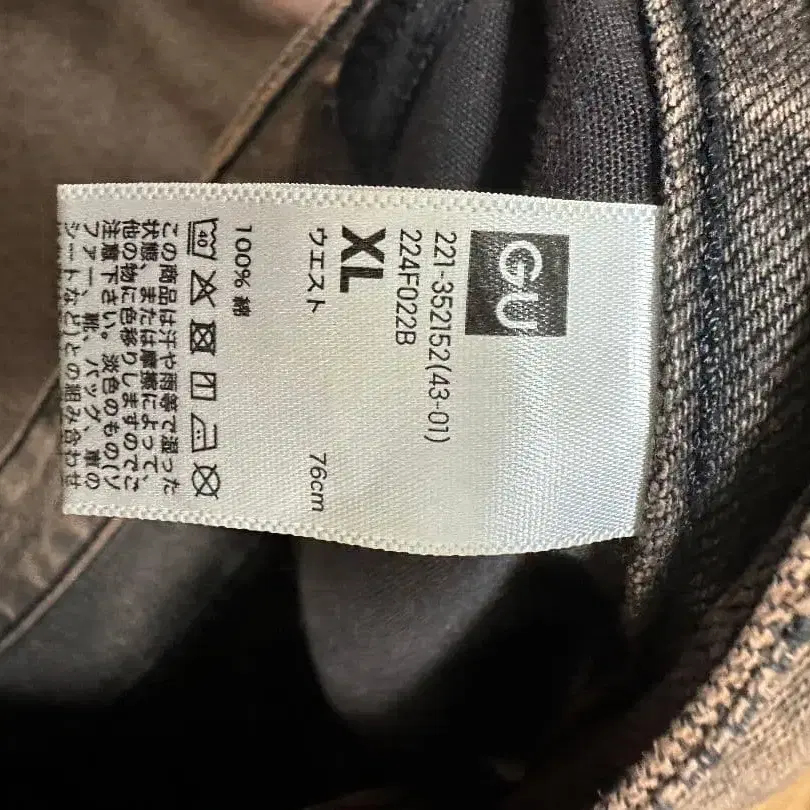 GU
221-352152(43-01)
224F022B
XL
ウエスト 76cm
100% 綿
40
この商品は汗や雨等で湿った
状態、または摩擦によって、
他の物に色移りしますのでご
注意下さい。淡色のもの(ソ
ファー、靴、バッグ、車の
シートなど)との組み合わせ